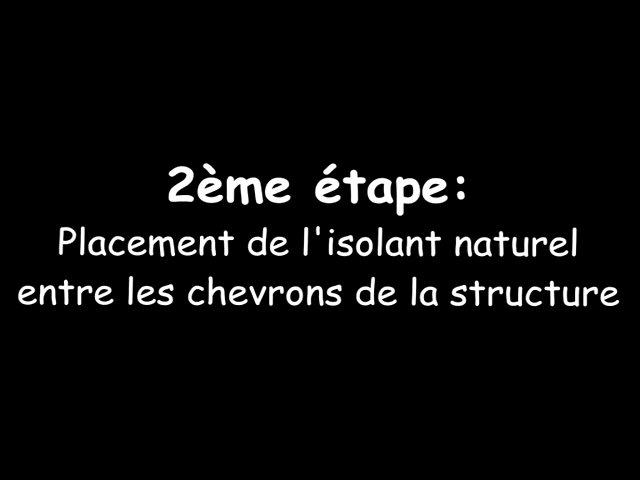 2ème étape:
Placement de l'isolant naturel
entre les chevrons de la structure